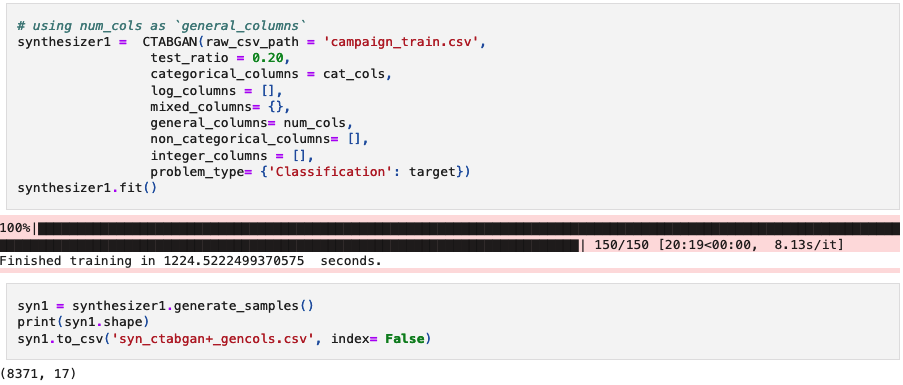 # using num_cols as `general_columns`
synthesizer1 =  CTABGAN(raw_csv_path = 'campaign_train.csv',
                 test_ratio = 0.20,
                 categorical_columns = cat_cols,
                 log_columns = [],
                 mixed_columns= {},
                 general_columns= num_cols,
                 non_categorical_columns= [],
                 integer_columns = [],
                 problem_type= {'Classification': target})
synthesizer1.fit()
100%|
| 150/150 [20:19<00:00,  8.13s/it]
Finished training in 1224.5222499370575  seconds.
syn1 = synthesizer1.generate_samples()
print(syn1.shape)
syn1.to_csv('syn_ctabgan+_gencols.csv', index= False)
(8371, 17)